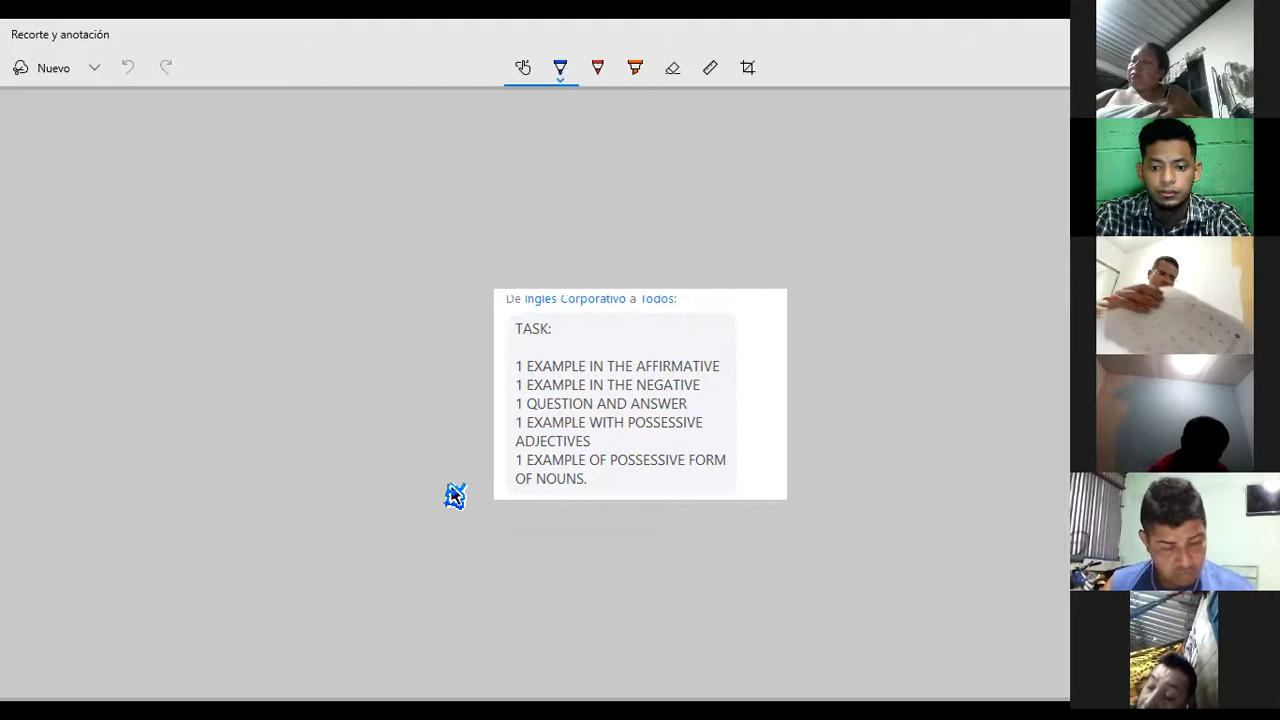 Recorte y anotación
Nuevo
De Ingles Corporativo a Todos:
TASK:
1 EXAMPLE IN THE AFFIRMATIVE
1 EXAMPLE IN THE NEGATIVE
1 QUESTION AND ANSWER
1 EXAMPLE WITH POSSESSIVE
ADJECTIVES
1 EXAMPLE OF POSSESSIVE FORM
OF NOUNS.